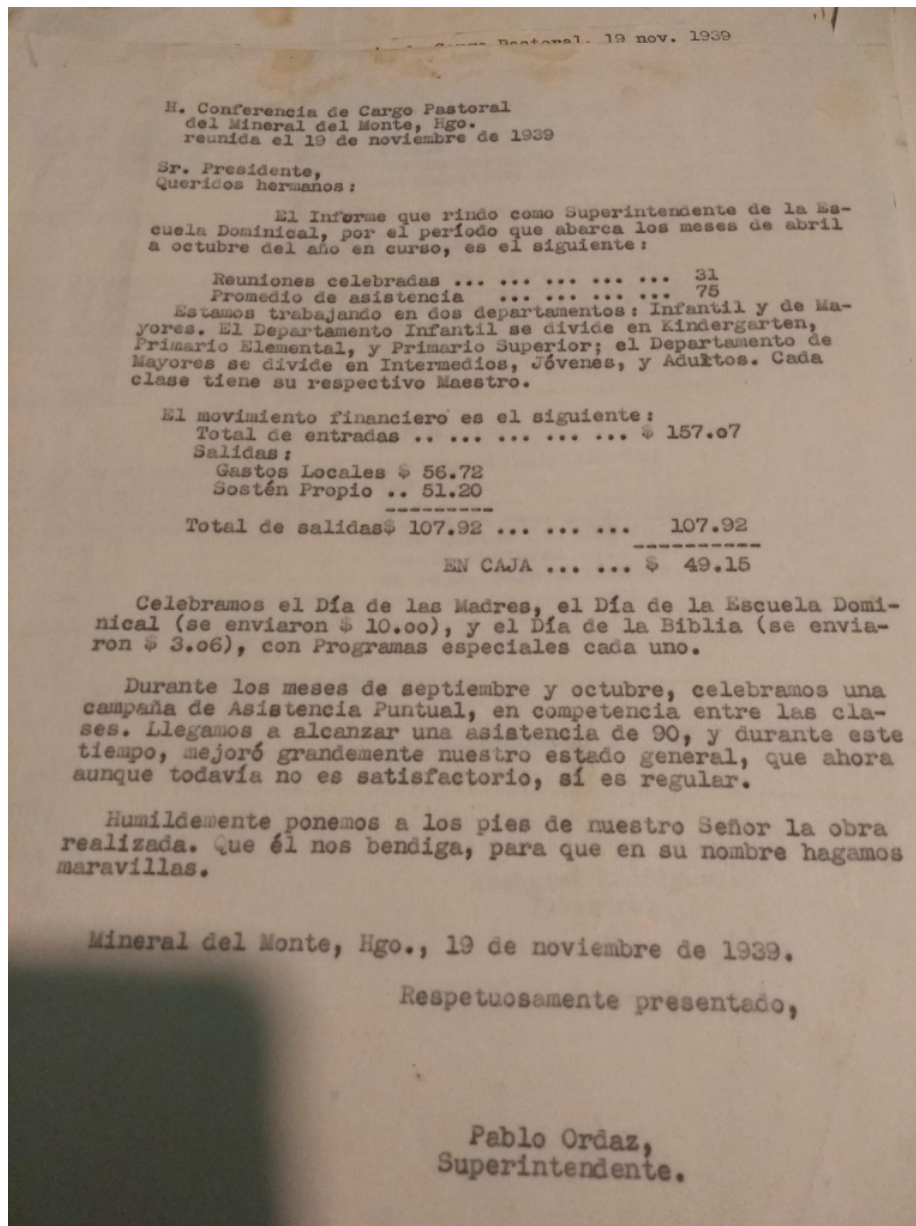 Cargo Pastoral, 19 nov. 1939
H. Conferencia de Cargo Pastoral
del Mineral del Monte, Hgo.
reunida el 19 de noviembre de 1939
Sr. Presidente,
Queridos hermanos:
El Informe que rindo como Superintendente de la Es-
cuela Dominical, por el período que abarca los meses de abril
a octubre del año en curso, es el siguiente:
Reuniones celebradas ... ... ... ... ... 31
Promedio de asistencia ... ... ... ... 75
Estamos trabajando en dos departamentos: Infantil y de Ma-
yores. El Departamento Infantil se divide en Kindergarten,
Primario Elemental, y Primario Superior; el Departamento de
Mayores se divide en Intermedios, Jóvenes, y Adultos. Cada
clase tiene su respectivo Maestro.
El movimiento financiero es el siguiente:
Total de entradas .. ... ... ... ... $ 157.o7
Salidas:
Gastos Locales $ 56.72
Sostén Propio .. 51.20
---------
Total de salidas$ 107.92 ... ... ... 107.92
----------
EN CAJA ... ... $ 49.15
Celebramos el Día de las Madres, el Día de la Escuela Domi-
nical (se enviaron $ 10.oo), y el Día de la Biblia (se envia-
ron $ 3.o6), con Programas especiales cada uno.
Durante los meses de septiembre y octubre, celebramos una
campaña de Asistencia Puntual, en competencia entre las cla-
ses. Llegamos a alcanzar una asistencia de 90, y durante este
tiempo, mejoró grandemente nuestro estado general, que ahora
aunque todavía no es satisfactorio, sí es regular.
Humildemente ponemos a los pies de nuestro Señor la obra
realizada. Que él nos bendiga, para que en su nombre hagamos
maravillas.
Mineral del Monte, Hgo., 19 de noviembre de 1939.
Respetuosamente presentado,
Pablo Ordaz,
Superintendente.